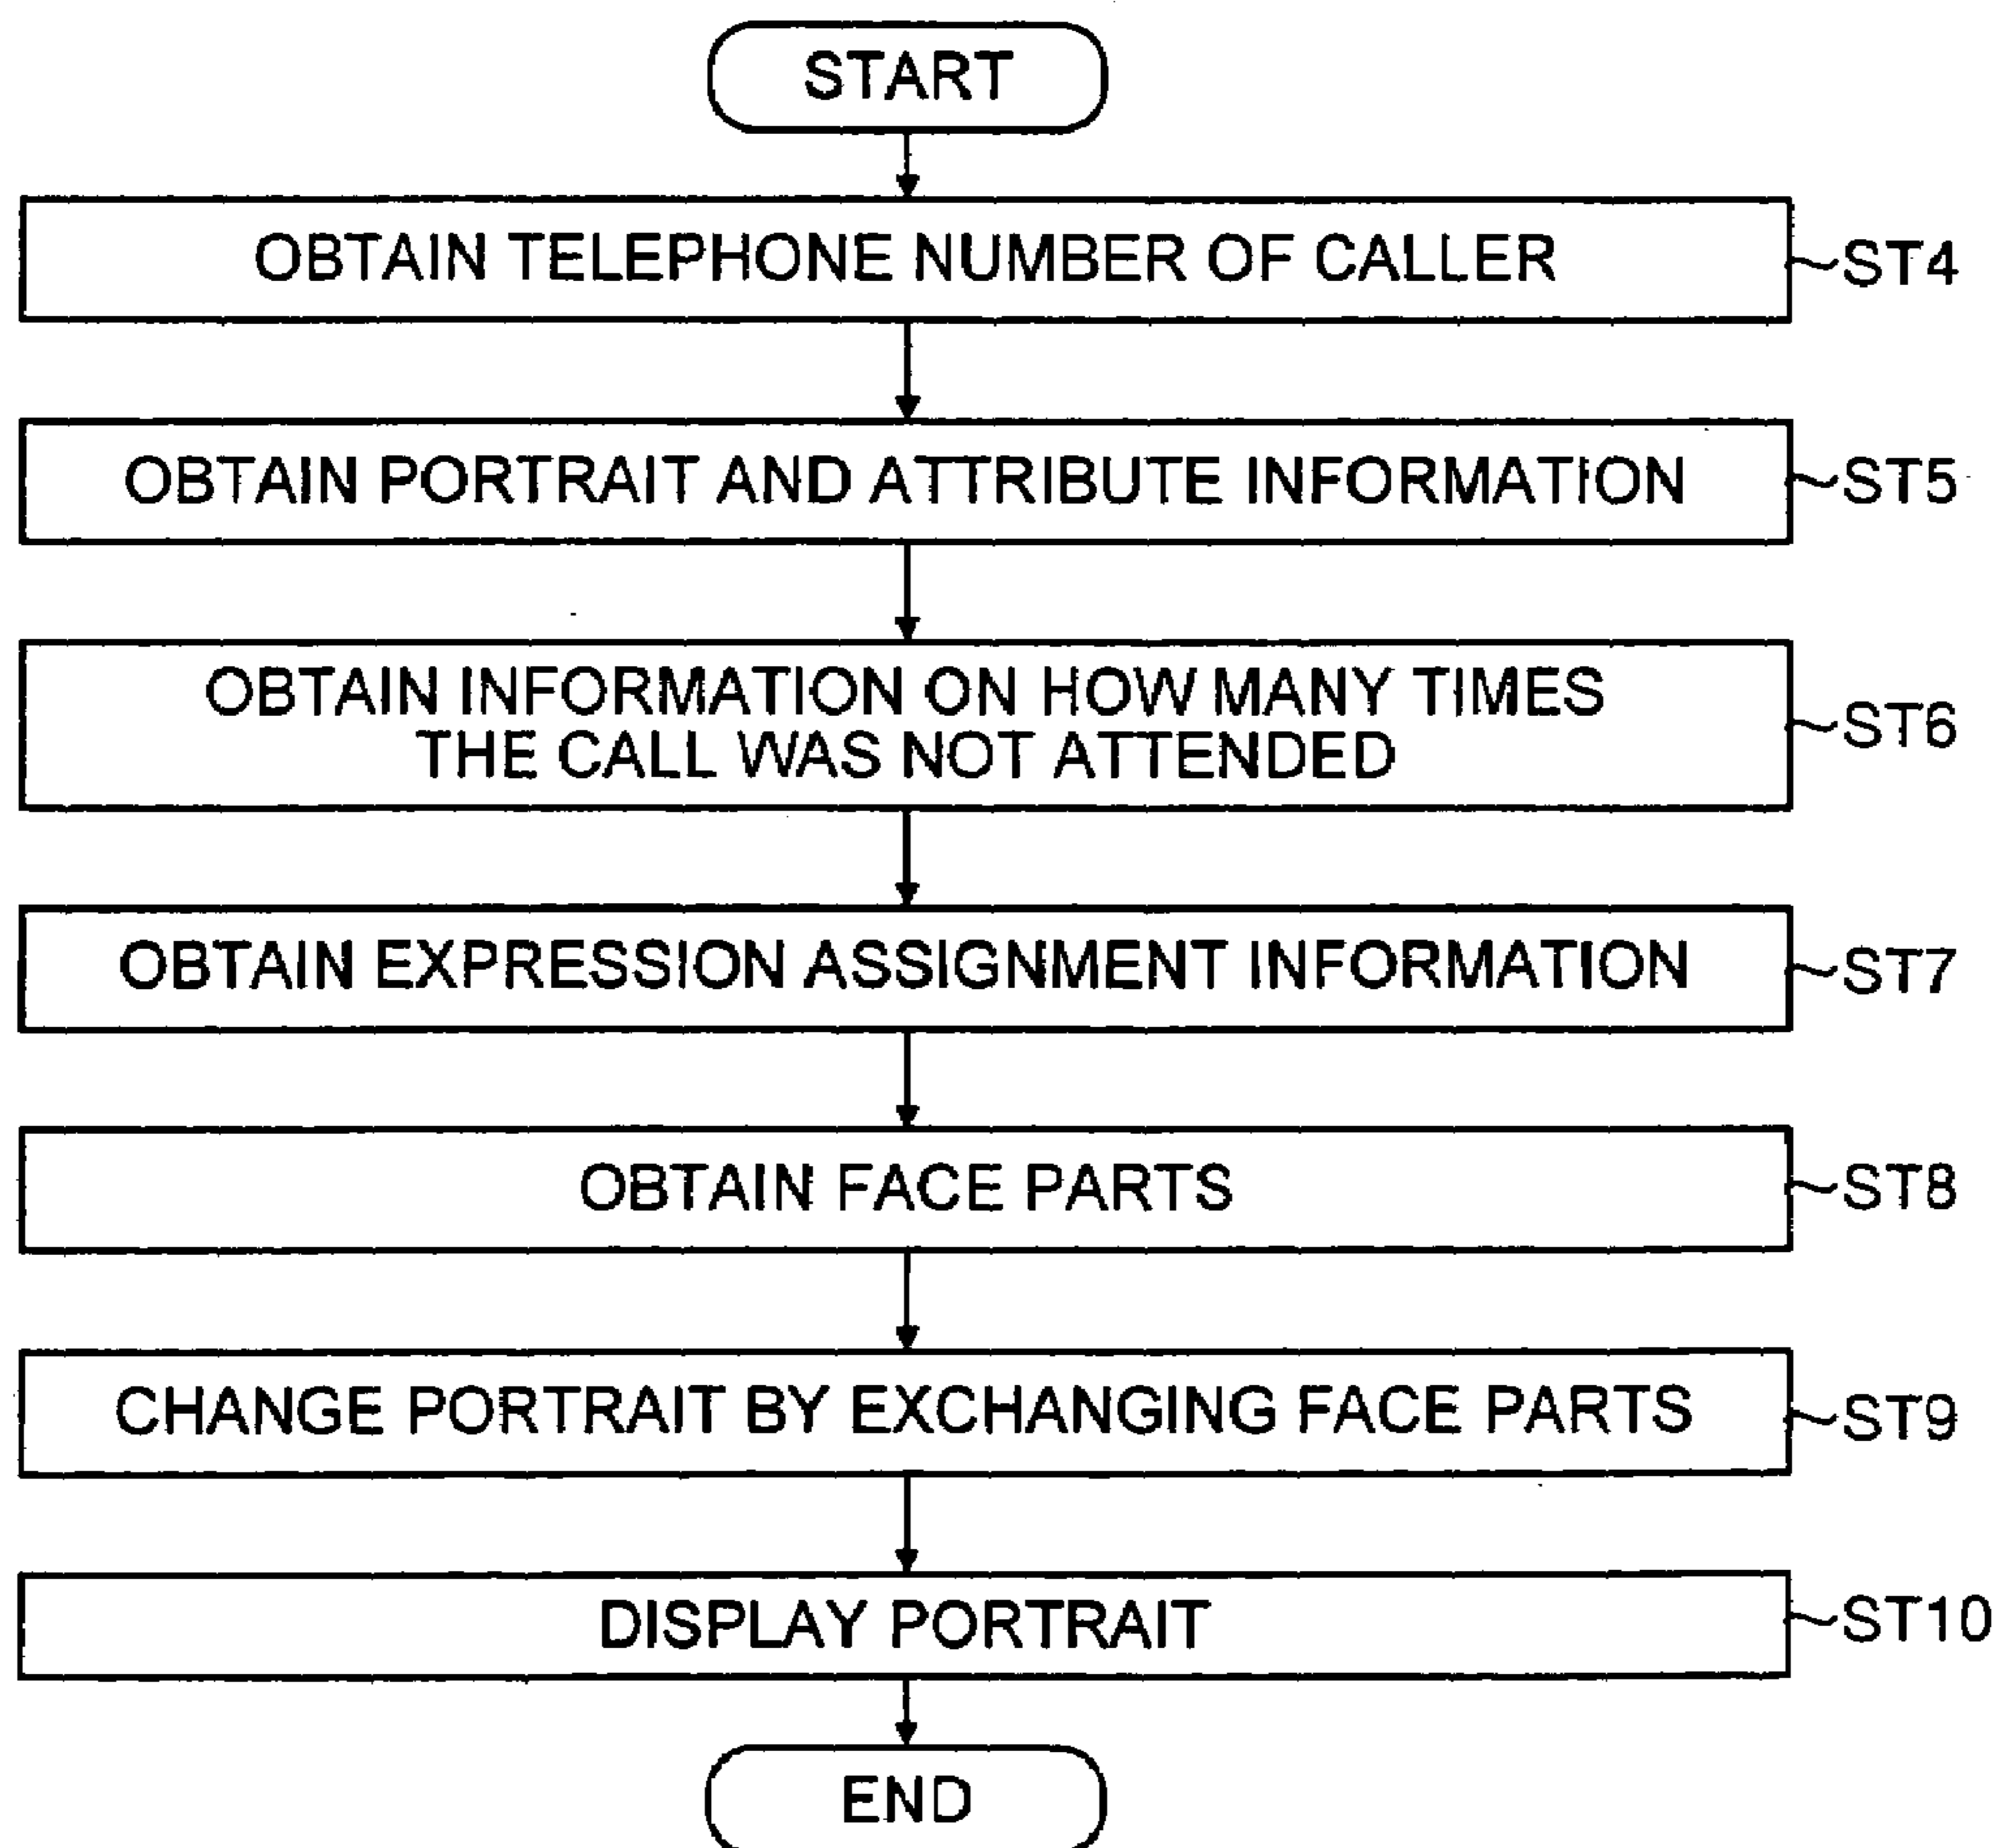 START
OBTAIN TELEPHONE NUMBER OF CALLER
ST4
OBTAIN PORTRAIT AND ATTRIBUTE INFORMATION
ST5
OBTAIN INFORMATION ON HOW MANY TIMES
THE CALL WAS NOT ATTENDED
ST6
OBTAIN EXPRESSION ASSIGNMENT INFORMATION
ST7
OBTAIN FACE PARTS
ST8
CHANGE PORTRAIT BY EXCHANGING FACE PARTS
ST9
DISPLAY PORTRAIT
ST10
END